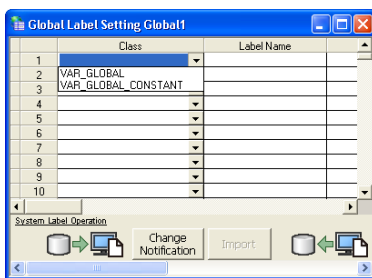 Global Label Setting Global1
Class Label Name
1
VAR_GLOBAL
2
VAR_GLOBAL_CONSTANT
3
4
5
6
7
8
9
10
System Label Operation
Change
Notification
Import